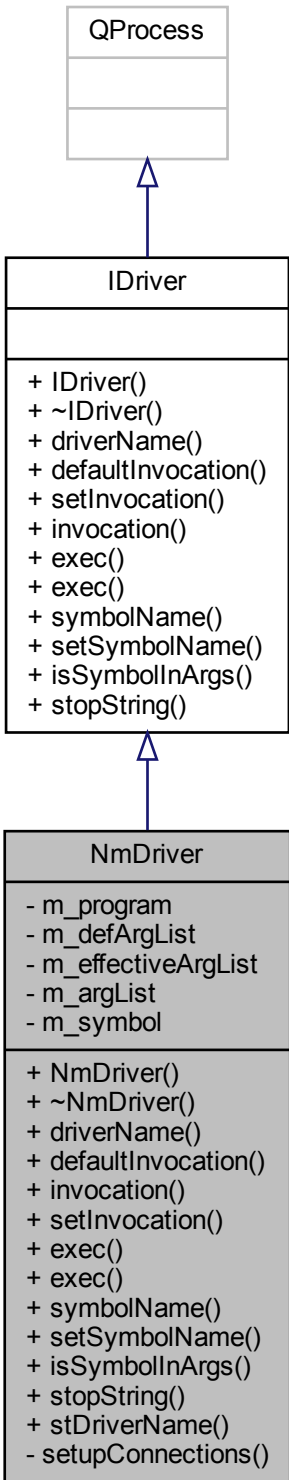 QProcess
IDriver
+ IDriver()
+ ~IDriver()
+ driverName()
+ defaultInvocation()
+ setInvocation()
+ invocation()
+ exec()
+ exec()
+ symbolName()
+ setSymbolName()
+ isSymbolInArgs()
+ stopString()
NmDriver
- m_program
- m_defArgList
- m_effectiveArgList
- m_argList
- m_symbol
+ NmDriver()
+ ~NmDriver()
+ driverName()
+ defaultInvocation()
+ invocation()
+ setInvocation()
+ exec()
+ exec()
+ symbolName()
+ setSymbolName()
+ isSymbolInArgs()
+ stopString()
+ stDriverName()
- setupConnections()